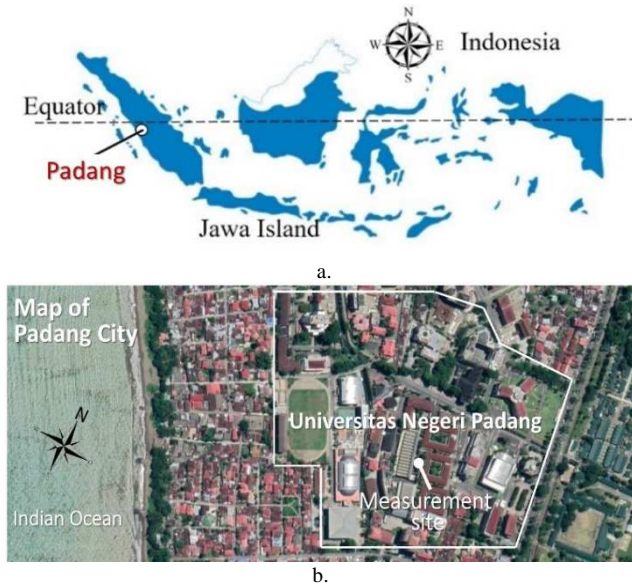 N
W E
S
Indonesia
Equator
Padang
Jawa Island
a.
Map of
Padang City
N
Universitas Negeri Padang
Measurement
site
Indian Ocean
b.